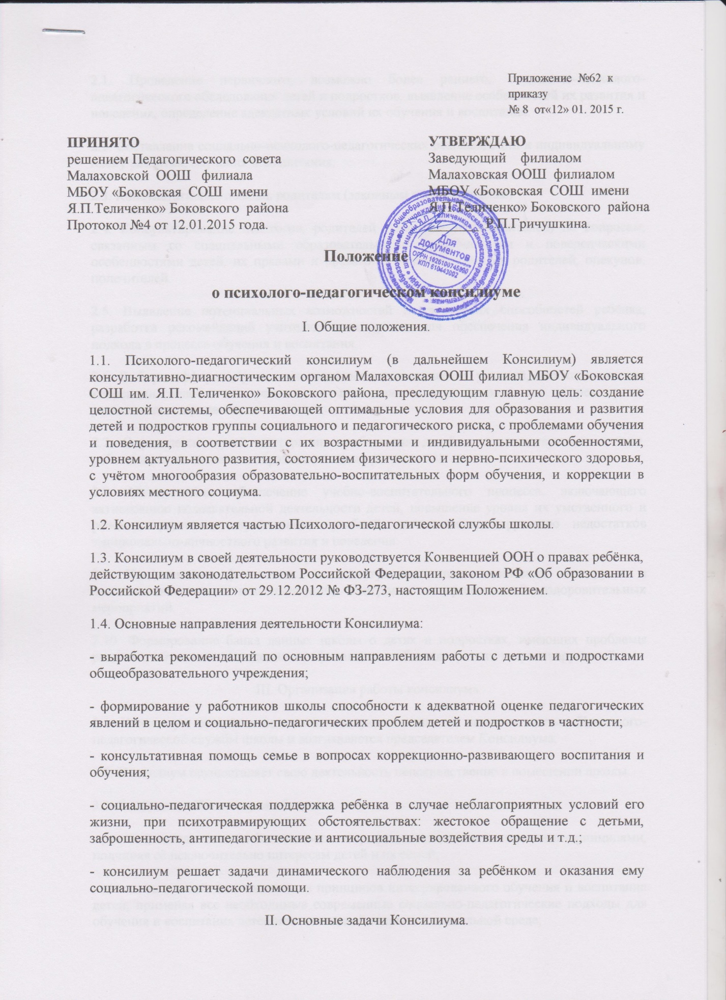 Приложение №62 к
приказу
№ 8 от«12» 01. 2015 г.
ПРИНЯТО
решением Педагогического совета
Малаховской ООШ филиала
МБОУ «Боковская СОШ имени
Я.П.Теличенко» Боковского района
Протокол №4 от 12.01.2015 года.
УТВЕРЖДАЮ
Заведующий филиалом
Малаховская ООШ филиалом
МБОУ «Боковская СОШ имени
Я.П.Теличенко» Боковского района
Р.П.Гричушкина.
Для
документов
ОГРН 1026100745990
КПП 610443002
Положение
о психолого-педагогическом консилиуме
I. Общие положения.
1.1. Психолого-педагогический консилиум (в дальнейшем Консилиум) является
консультативно-диагностическим органом Малаховская ООШ филиал МБОУ «Боковская
СОШ им. Я.П. Теличенко» Боковского района, преследующим главную цель: создание
целостной системы, обеспечивающей оптимальные условия для образования и развития
детей и подростков группы социального и педагогического риска, с проблемами обучения
и поведения, в соответствии с их возрастными и индивидуальными особенностями,
уровнем актуального развития, состоянием физического и нервно-психического здоровья,
с учётом многообразия образовательно-воспитательных форм обучения, и коррекции в
условиях местного социума.
1.2. Консилиум является частью Психолого-педагогической службы школы.
1.3. Консилиум в своей деятельности руководствуется Конвенцией ООН о правах ребёнка,
действующим законодательством Российской Федерации, законом РФ «Об образовании в
Российской Федерации» от 29.12.2012 № ФЗ-273, настоящим Положением.
1.4. Основные направления деятельности Консилиума:
- выработка рекомендаций по основным направлениям работы с детьми и подростками
общеобразовательного учреждения;
- формирование у работников школы способности к адекватной оценке педагогических
явлений в целом и социально-педагогических проблем детей и подростков в частности;
- консультативная помощь семье в вопросах коррекционно-развивающего воспитания и
обучения;
- социально-педагогическая поддержка ребёнка в случае неблагоприятных условий его
жизни, при психотравмирующих обстоятельствах: жестокое обращение с детьми,
заброшенность, антипедагогические и антисоциальные воздействия среды и т.д.;
- консилиум решает задачи динамического наблюдения за ребёнком и оказания ему
социально-педагогической помощи.
II. Основные задачи Консилиума.